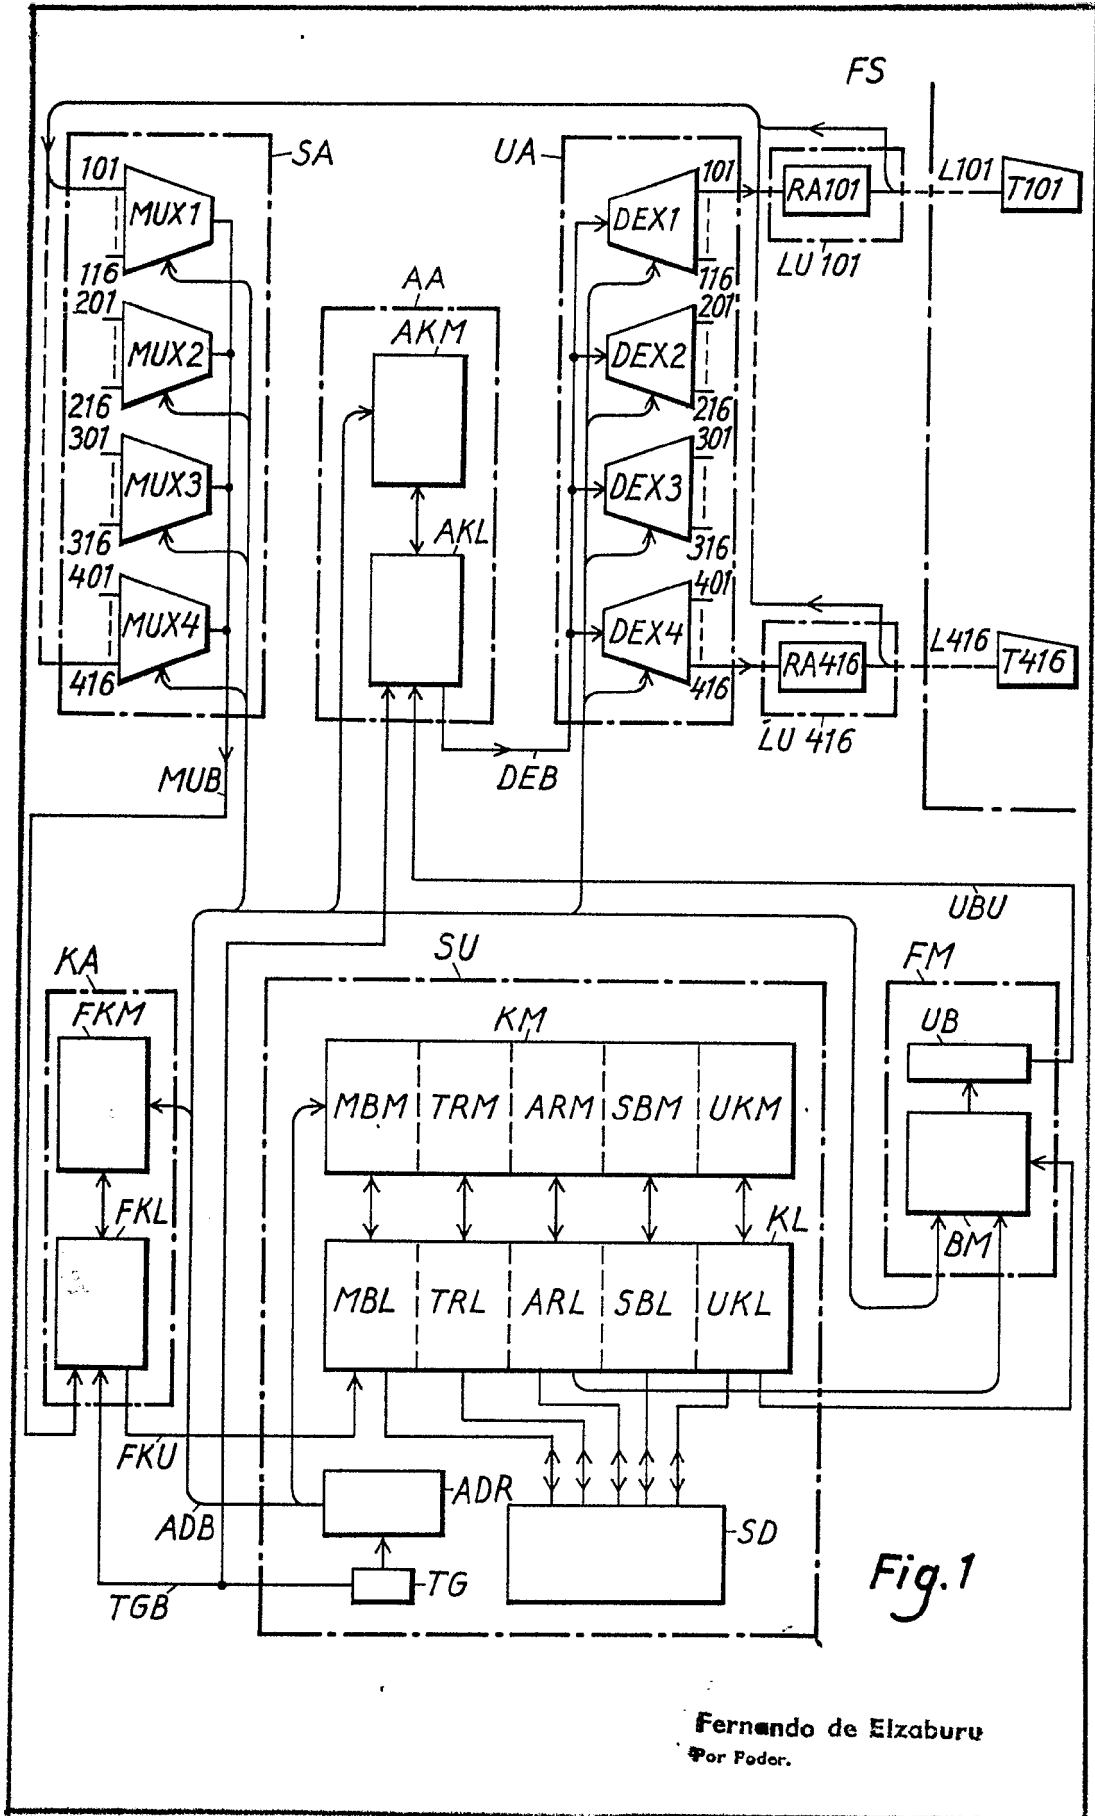 FS
SA
UA
101
MUX1
116
201
MUX2
216
301
MUX3
316
401
MUX4
416
AA
AKM
AKL
101
DEX1
116
201
DEX2
216
301
DEX3
316
401
DEX4
416
RA101
LU 101
L101
T101
RA416
LU 416
L416
T416
MUB
DEB
UBU
KA
FKM
FKL
FKU
SU
KM
MBM TRM ARM SBM UKM
KL
MBL TRL ARL SBL UKL
FM
UB
BM
ADR
ADB
SD
TG
TGB
Fig.1
Fernando de Elzaburu
Por Poder.